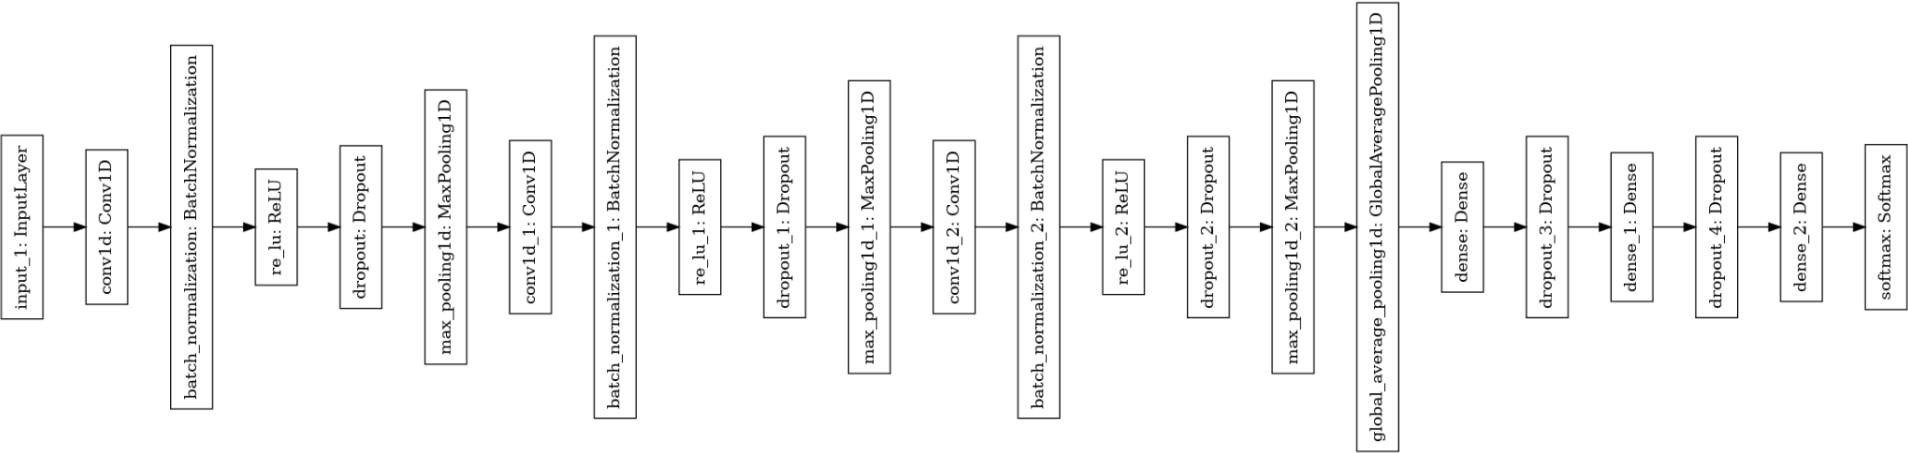 input_1: InputLayer
conv1d: Conv1D
batch_normalization: BatchNormalization
re_lu: ReLU
dropout: Dropout
max_pooling1d: MaxPooling1D
conv1d_1: Conv1D
batch_normalization_1: BatchNormalization
re_lu_1: ReLU
dropout_1: Dropout
max_pooling1d_1: MaxPooling1D
conv1d_2: Conv1D
batch_normalization_2: BatchNormalization
re_lu_2: ReLU
dropout_2: Dropout
max_pooling1d_2: MaxPooling1D
global_average_pooling1d: GlobalAveragePooling1D
dense: Dense
dropout_3: Dropout
dense_1: Dense
dropout_4: Dropout
dense_2: Dense
softmax: Softmax